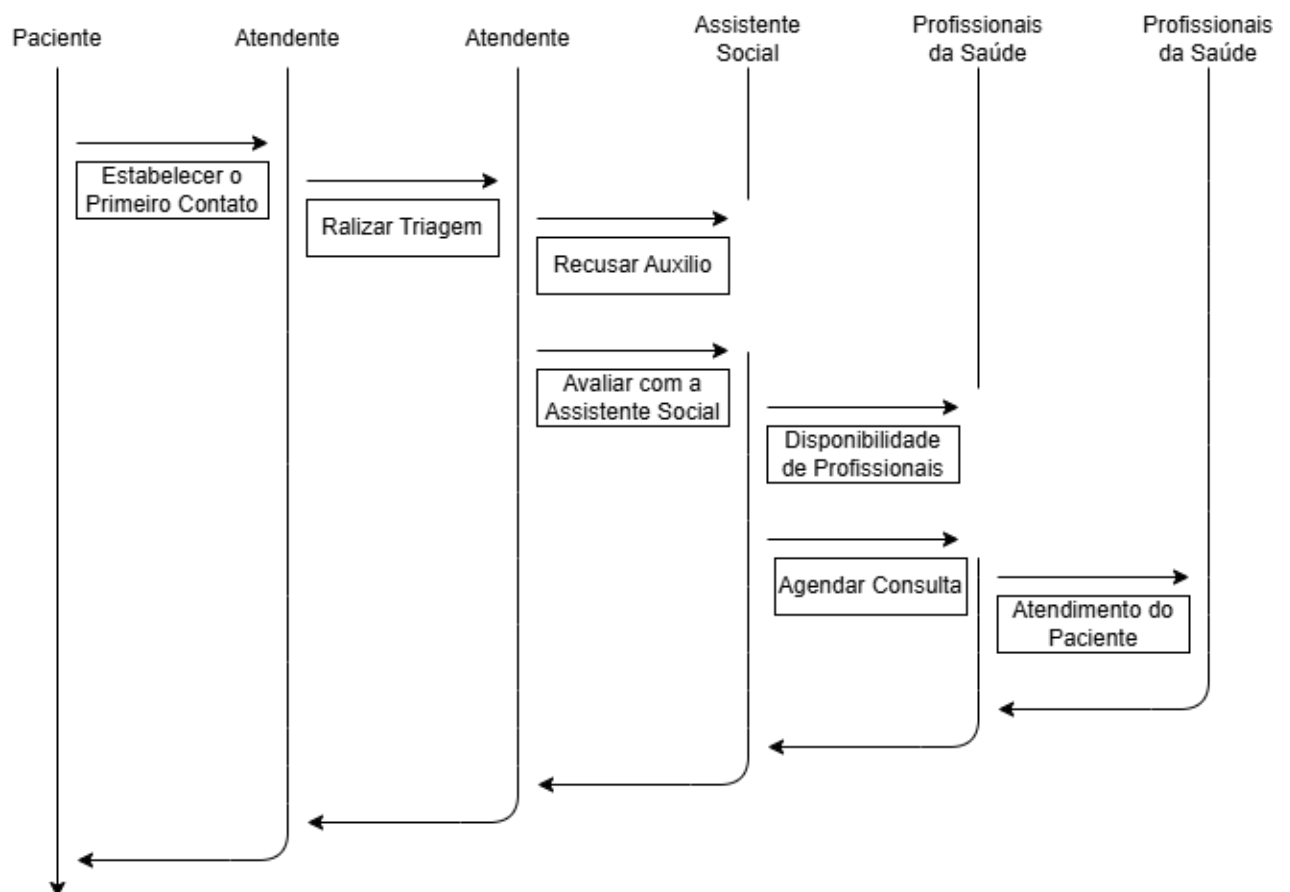 Paciente
Atendente
Atendente
Assistente
Social
Profissionais
da Saúde
Profissionais
da Saúde
Estabelecer o
Primeiro Contato
Ralizar Triagem
Recusar Auxilio
Avaliar com a
Assistente Social
Disponibilidade
de Profissionais
Agendar Consulta
Atendimento do
Paciente